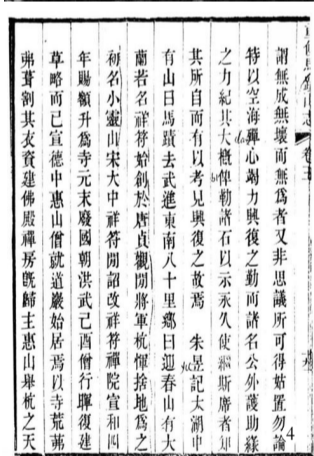 謂無成無壞而無為者又非思議所可得姑置勿論
特以空海禪心竭力興復之勤而諸名公外護助緣
之力紀其大槪俾勒諸石以示永久使繼斯席者知
其所自而有以考見興復之故焉 朱昱記太湖中
有山曰馬蹟去武進東南八十里鄉曰迎春山有大
蘭若名祥符始創於唐貞觀間將軍杭惲捨地為之
初名小靈山宋大中祥符間詔改祥符禪院宣和四
年賜額升為寺元末廢國朝洪武己酉僧行暉復建
草略而已宣德中惠山僧就道巖始居焉以寺荒茀
弗葺割其衣資建佛殿禪房旣歸主惠山舉杭之天
4